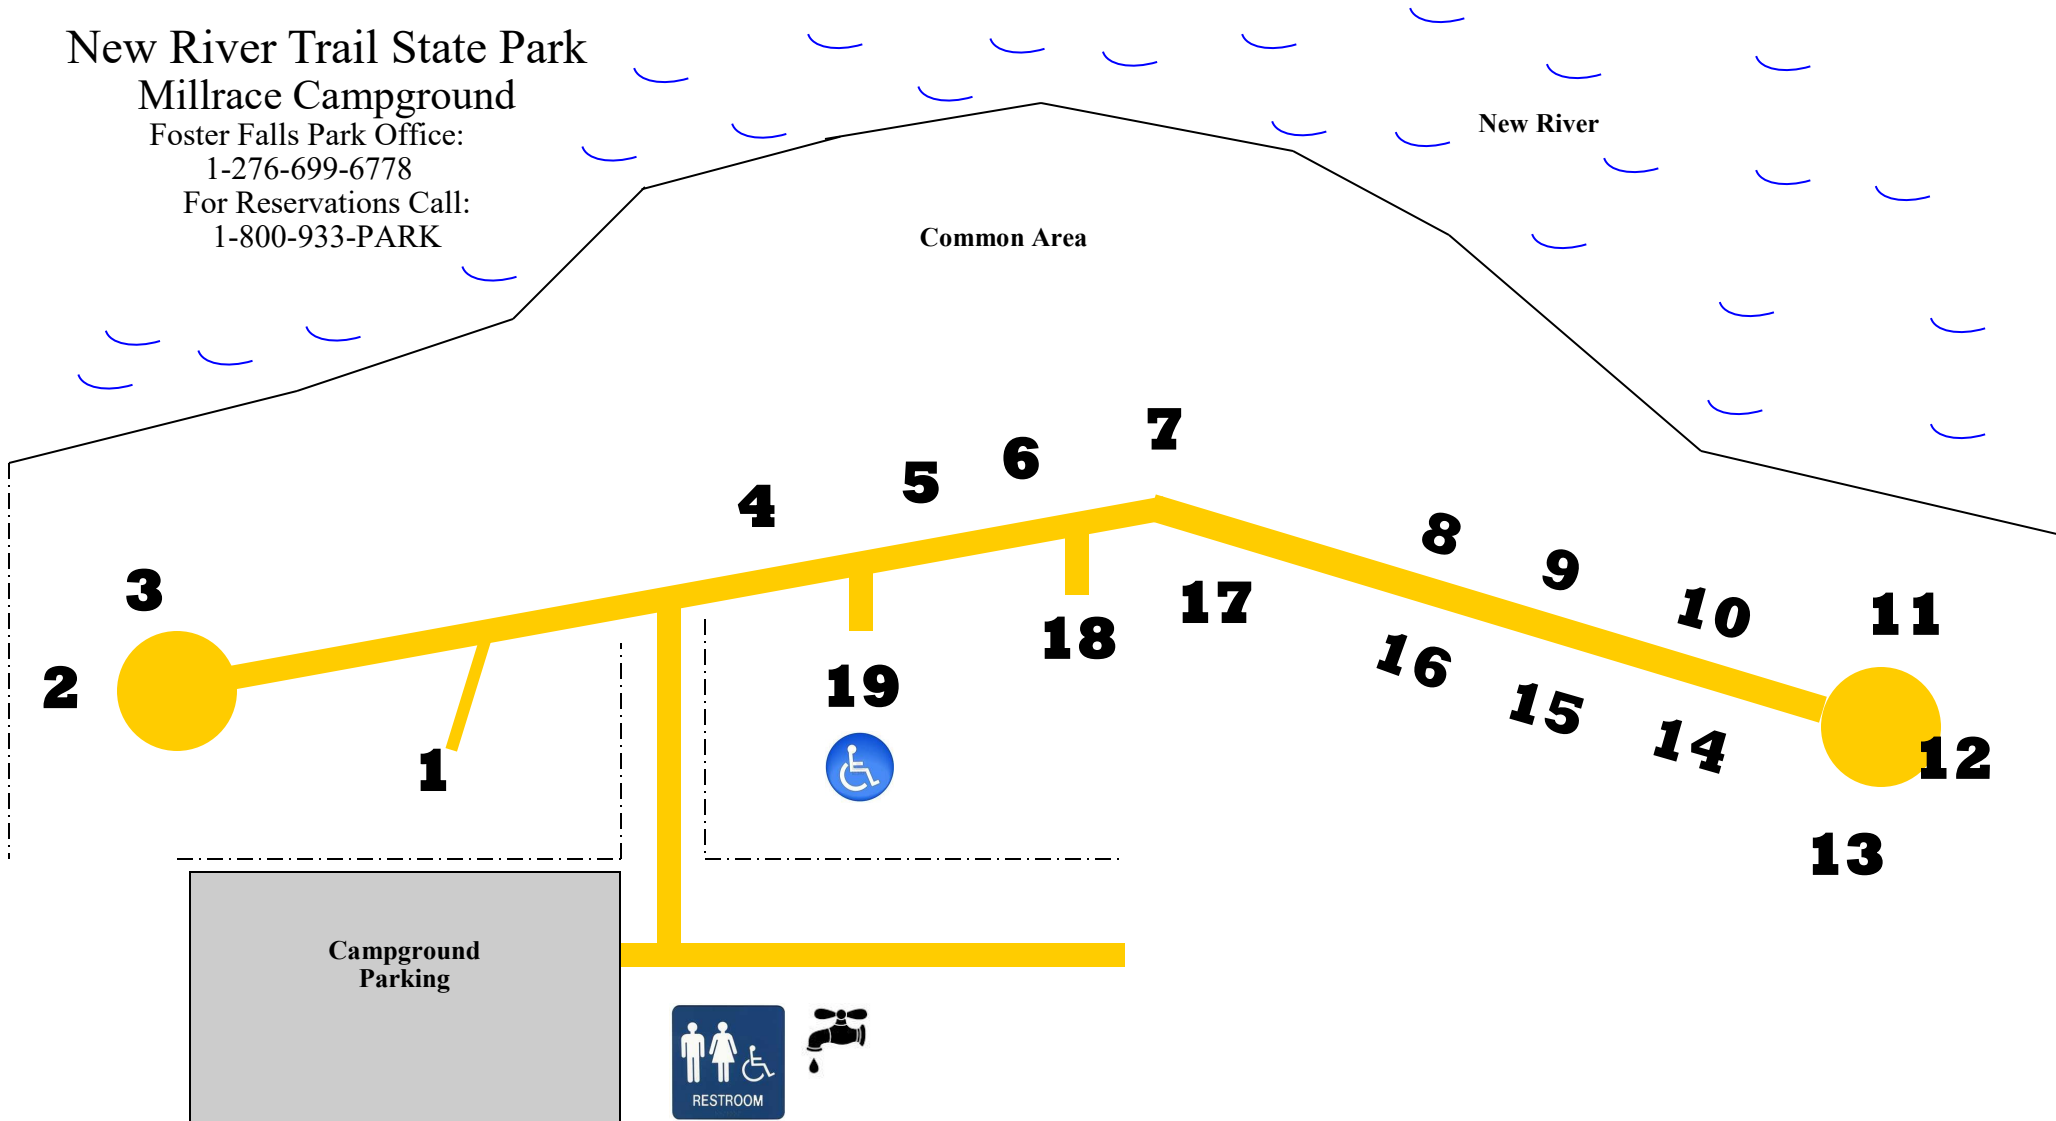 New River Trail State Park
Millrace Campground
Foster Falls Park Office:
1-276-699-6778
For Reservations Call:
1-800-933-PARK
New River
Common Area
7
6
5
4
8
9
3
10
11
17
18
16
2
19
15
14
1
12
13
Campground
Parking
RESTROOM